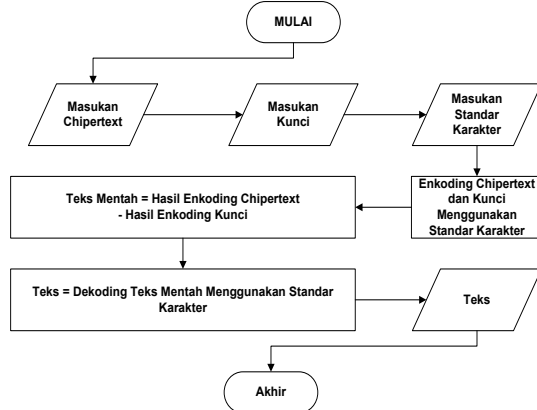 MULAI
Masukan
Chipertext
Masukan
Kunci
Masukan
Standar
Karakter
Enkoding Chipertext
dan Kunci
Menggunakan
Standar Karakter
Teks Mentah = Hasil Enkoding Chipertext
- Hasil Enkoding Kunci
Teks = Dekoding Teks Mentah Menggunakan Standar
Karakter
Teks
Akhir